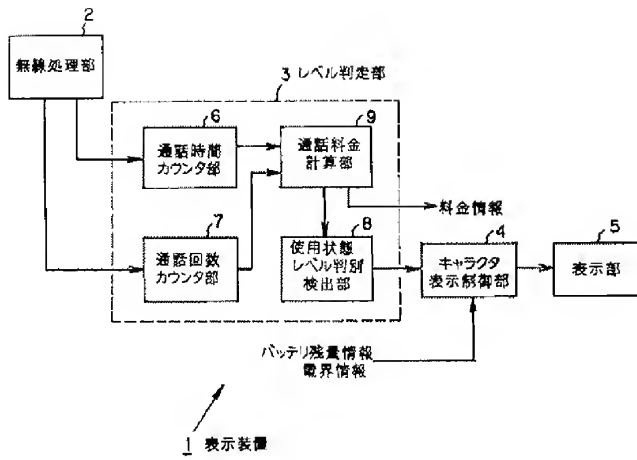 2
無線処理部
3 レベル判定部
6
通話時間
カウンタ部
9
通話料金
計算部
料金情報
7
通話回数
カウンタ部
8
使用状態
レベル判別
検出部
4
キャラクタ
表示制御部
5
表示部
バッテリ残量情報
電界情報
1 表示装置